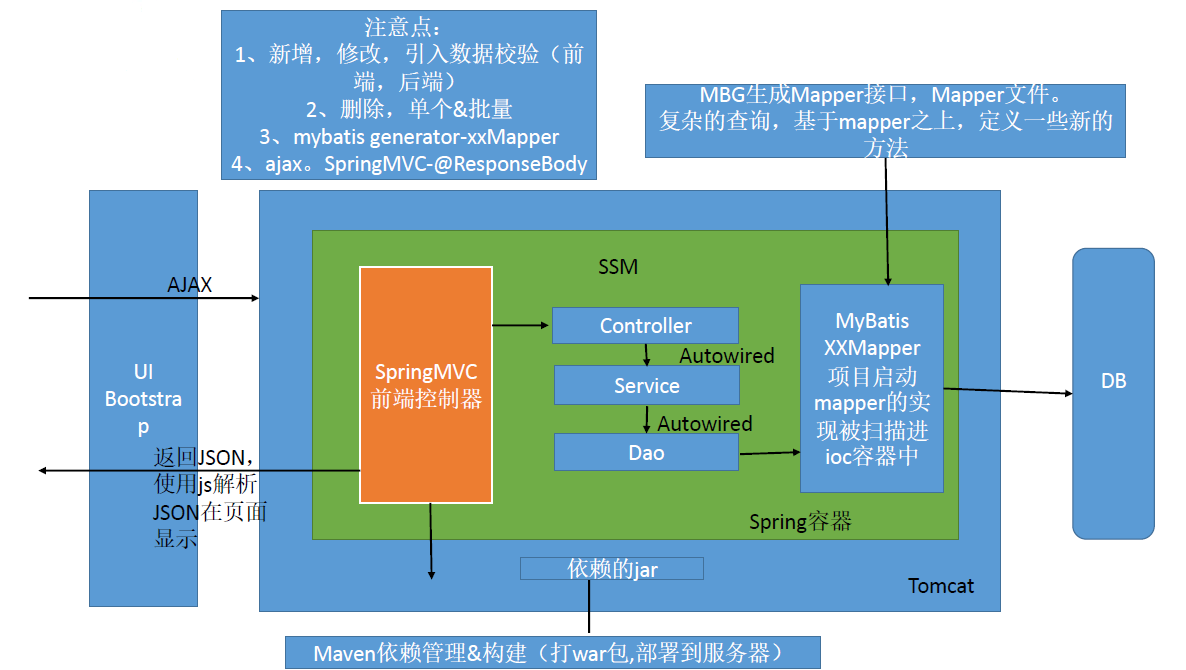 注意点：
1、新增，修改，引入数据校验（前
端，后端）
2、删除，单个&批量
3、mybatis generator-xxMapper
4、ajax。SpringMVC-@ResponseBody
MBG生成Mapper接口，Mapper文件。
复杂的查询，基于mapper之上，定义一些新的
方法
AJAX
UI
Bootstra
p
返回JSON，
使用js解析
JSON在页面
显示
SSM
SpringMVC
前端控制器
Controller
Autowired
Service
Autowired
Dao
MyBatis
XXMapper
项目启动
mapper的实
现被扫描进
ioc容器中
Spring容器
DB
依赖的jar
Tomcat
Maven依赖管理&构建（打war包,部署到服务器）